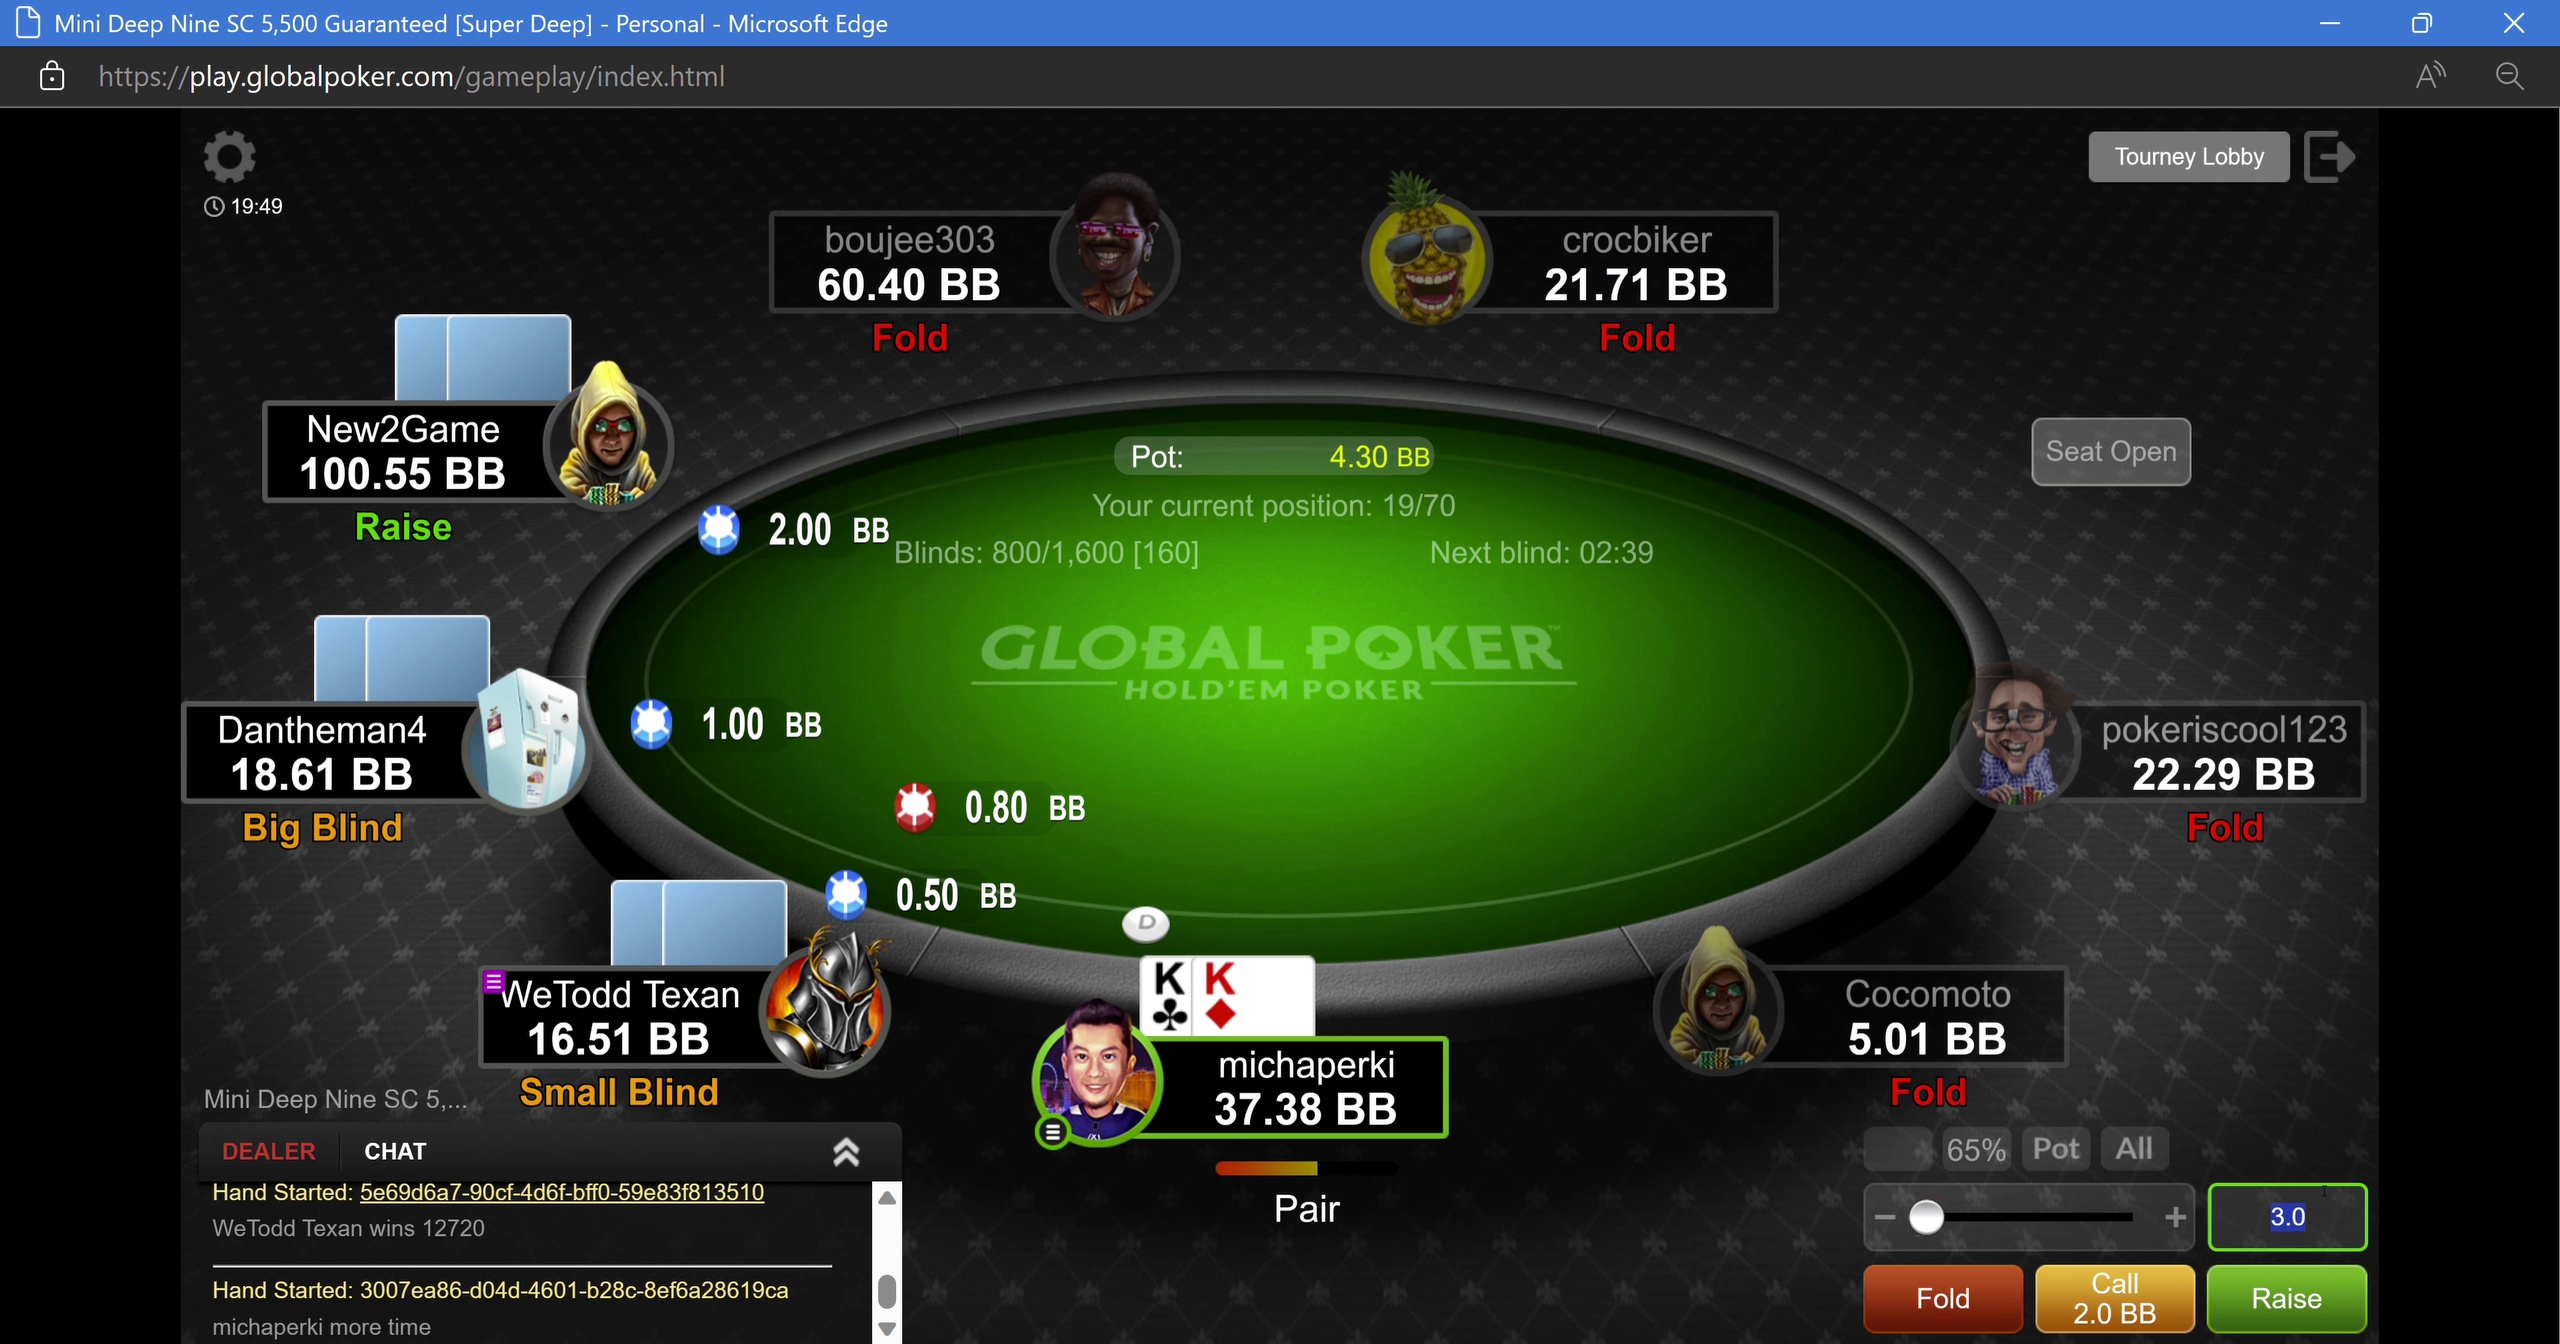 Mini Deep Nine SC 5,500 Guaranteed [Super Deep] - Personal - Microsoft Edge
https://play.globalpoker.com/gameplay/index.html
19:49
Tourney Lobby
boujee303
60.40 BB
Fold
crocbiker
21.71 BB
Fold
New2Game
100.55 BB
Raise
2.00 BB
Pot: 4.30 BB
Your current position: 19/70
Blinds: 800/1,600 [160] Next blind: 02:39
Seat Open
GLOBAL POKER™
HOLD'EM POKER
Dantheman4
18.61 BB
Big Blind
1.00 BB
0.80 BB
0.50 BB
pokeriscool123
22.29 BB
Fold
D
K K
WeTodd Texan
16.51 BB
Small Blind
michaperki
37.38 BB
Pair
Cocomoto
5.01 BB
Fold
Mini Deep Nine SC 5,...
DEALER CHAT
Hand Started: 5e69d6a7-90cf-4d6f-bff0-59e83f813510
WeTodd Texan wins 12720
Hand Started: 3007ea86-d04d-4601-b28c-8ef6a28619ca
michaperki more time
65% Pot All
3.0
Fold
Call
2.0 BB
Raise